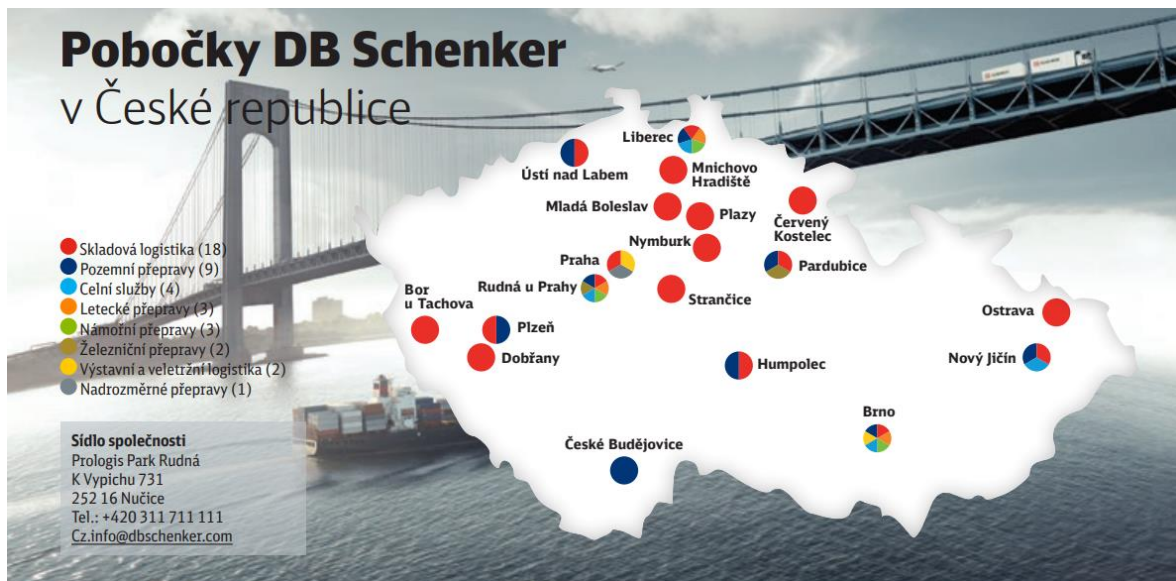 Pobočky DB Schenker
v České republice
Skladová logistika (18)
Pozemní přepravy (9)
Celní služby (4)
Letecké přepravy (3)
Námořní přepravy (3)
Železniční přepravy (2)
Výstavní a veletržní logistika (2)
Nadrozměrné přepravy (1)
Sídlo společnosti
Prologis Park Rudná
K Vypichu 731
252 16 Nučice
Tel.: +420 311 711 111
Cz.info@dbschenker.com
Liberec
Ústí nad Labem
Mnichovo
Hradiště
Mladá Boleslav
Plazy
Červený
Kostelec
Nymburk
Praha
Pardubice
Rudná u Prahy
Strančice
Bor
u Tachova
Plzeň
Dobřany
Ostrava
Nový Jičín
Humpolec
Brno
České Budějovice